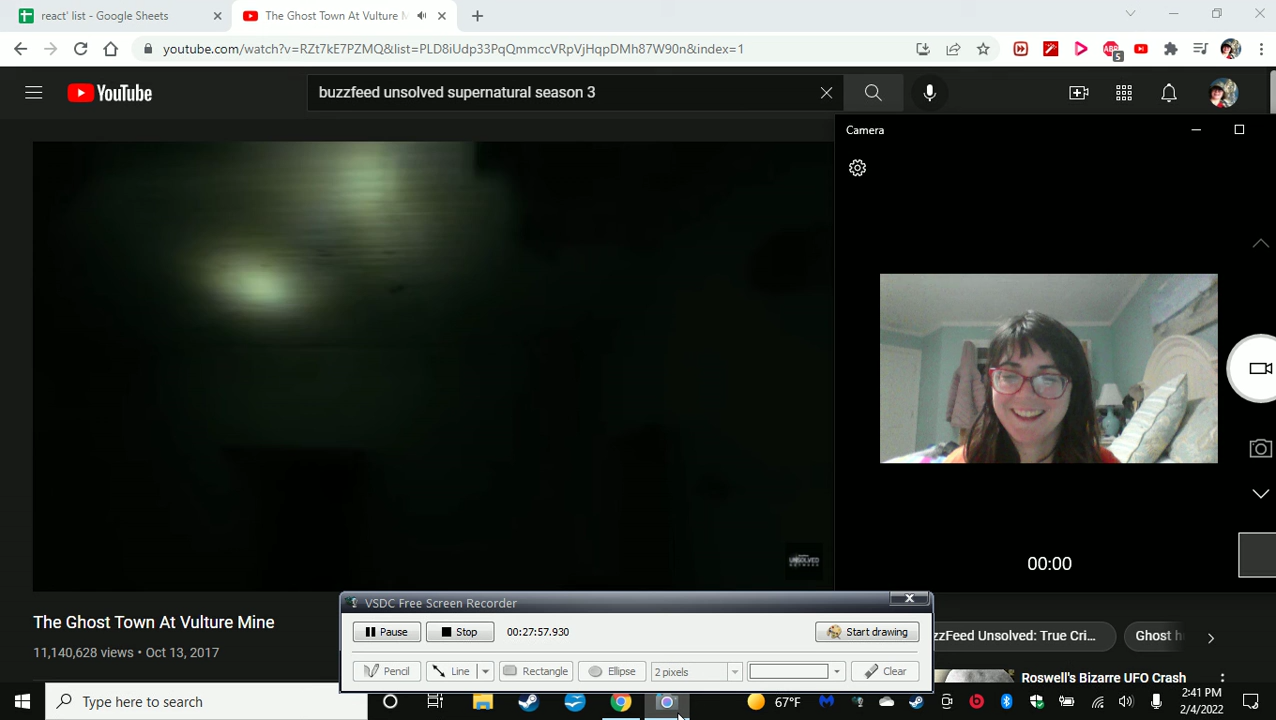 react' list - Google Sheets
The Ghost Town At Vulture M
youtube.com/watch?v=RZt7kE7PZMQ&list=PLD8iUdp33PqQmmccVRpVjHqpDMh87W90n&index=1
5
YouTube
buzzfeed unsolved supernatural season 3
Camera
00:00
UNSOLVED
NETWORK
VSDC Free Screen Recorder
Pause
Stop
00:27:57.930
Start drawing
Pencil
Line
Rectangle
Ellipse
2 pixels
Clear
The Ghost Town At Vulture Mine
11,140,628 views • Oct 13, 2017
zzFeed Unsolved: True Cri...
Ghost h
Roswell's Bizarre UFO Crash
Type here to search
67°F
2:41 PM
2/4/2022